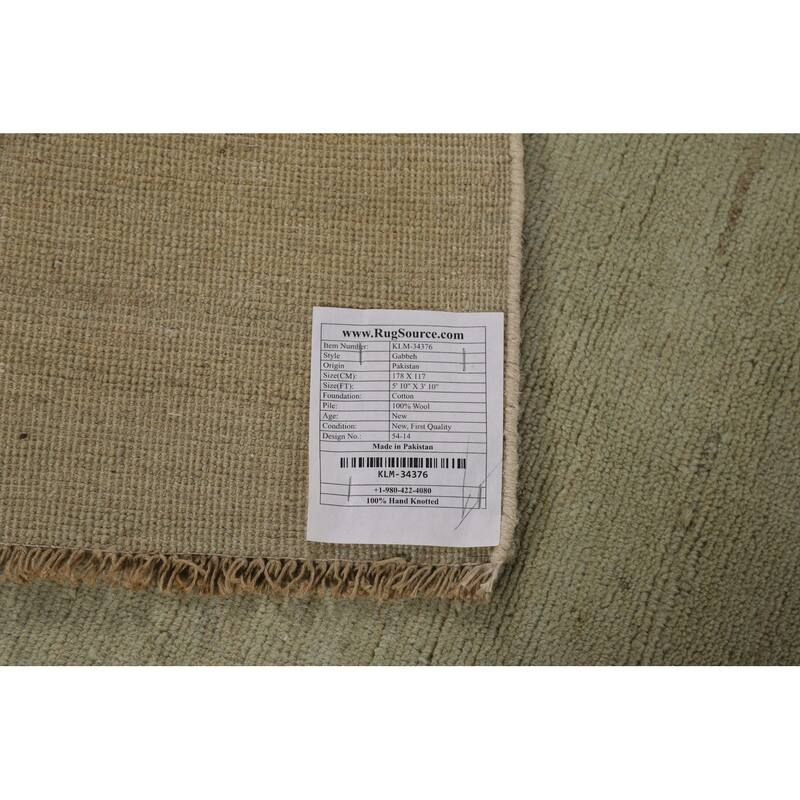 www.RugSource.com
Item Number: KLM-34376
Style Gabbeh
Origin Pakistan
Size(CM): 178 X 117
Size(FT): 5' 10" X 3' 10"
Foundation: Cotton
Pile: 100% Wool
Age: New
Condition: New, First Quality
Design No.: 54-14
Made in Pakistan
KLM-34376
+1-980-422-4080
100% Hand Knotted